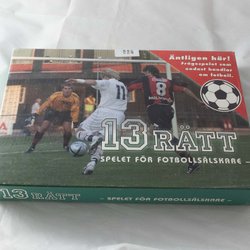 Äntligen här!
Frågespelet som
endast handlar
om fotboll.
11
8
13 RÄTT
SPELET FÖR FOTBOLLSÄLSKARE
13 RÄTT
- SPELET FÖR FOTBOLLSÄLSKARE -